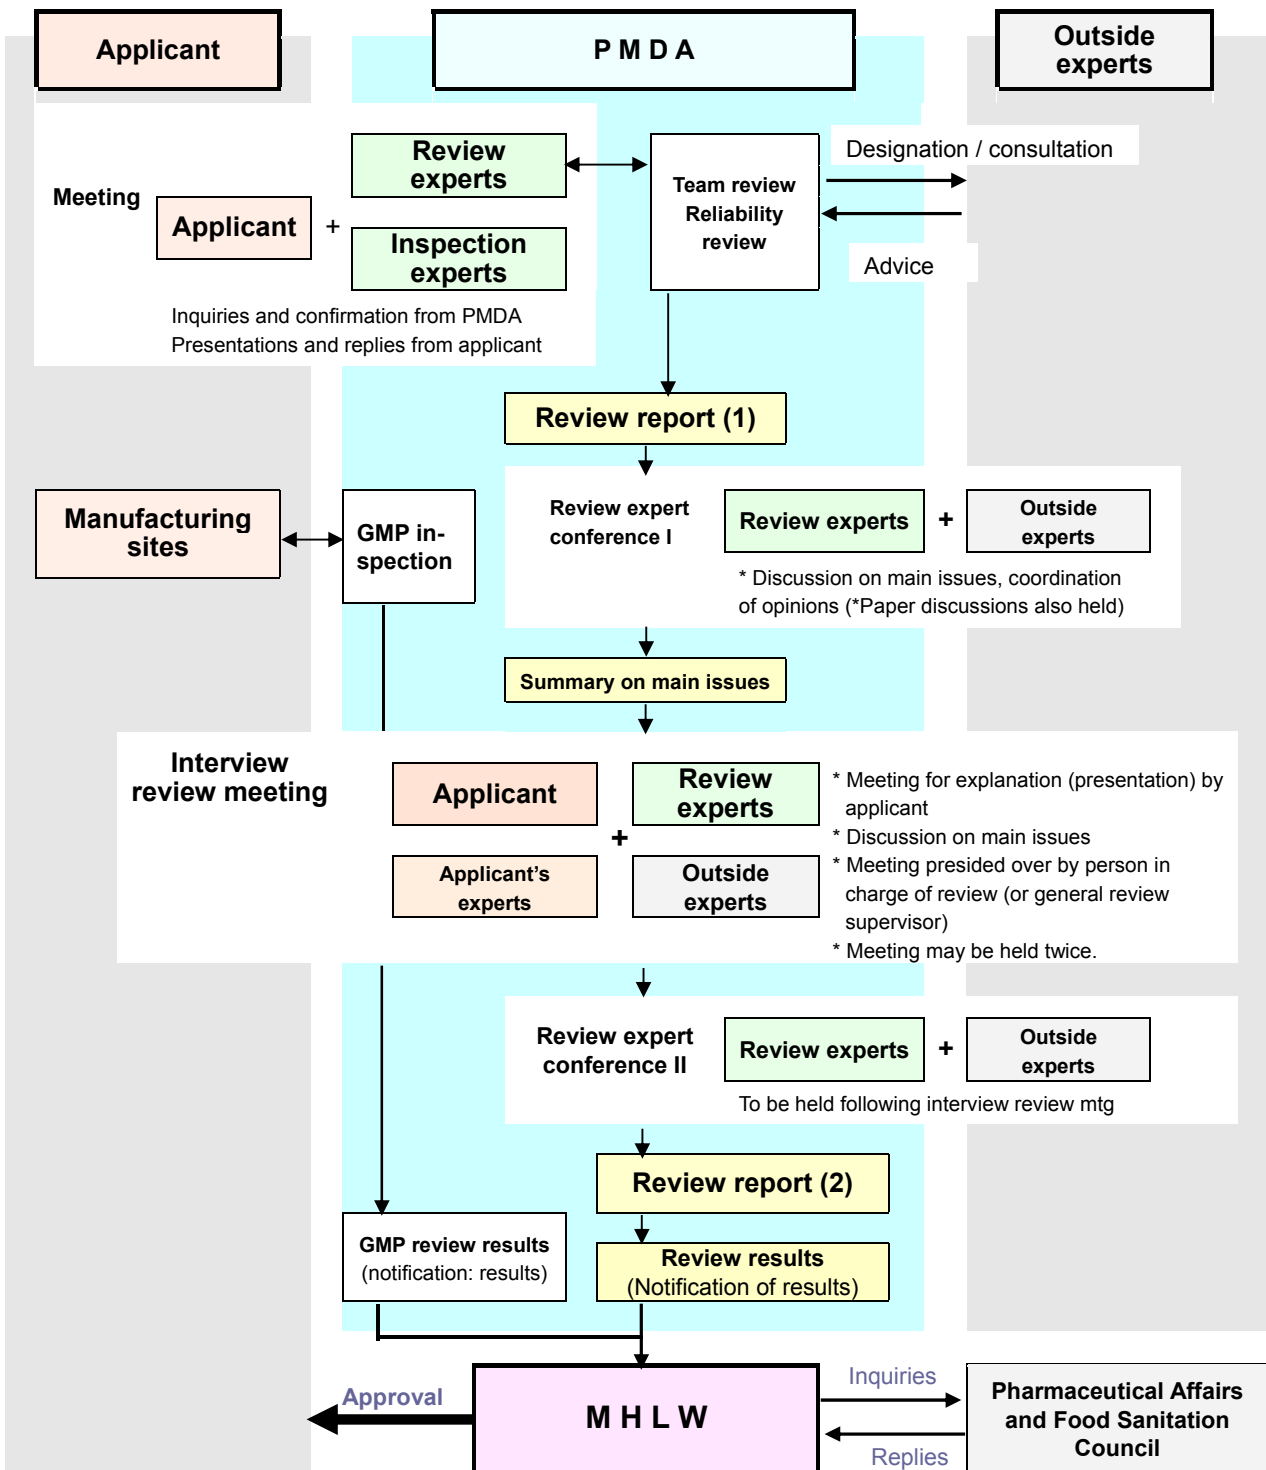 Applicant
P M D A
Outside
experts
Review
experts
Meeting
Applicant
+
Inspection
experts
Inquiries and confirmation from PMDA
Presentations and replies from applicant
Team review
Reliability
review
Designation / consultation
Advice
Review report (1)
Manufacturing
sites
GMP in-
spection
Review expert
conference I
Review experts
+
Outside
experts
* Discussion on main issues, coordination
of opinions (*Paper discussions also held)
Summary on main issues
Interview
review meeting
Applicant
Applicant's
experts
+
Review
experts
Outside
experts
* Meeting for explanation (presentation) by
applicant
* Discussion on main issues
* Meeting presided over by person in
charge of review (or general review
supervisor)
* Meeting may be held twice.
Review expert
conference II
Review experts
+
Outside
experts
To be held following interview review mtg
Review report (2)
GMP review results
(notification: results)
Review results
(Notification of results)
Approval
M H L W
Inquiries
Replies
Pharmaceutical Affairs
and Food Sanitation
Council